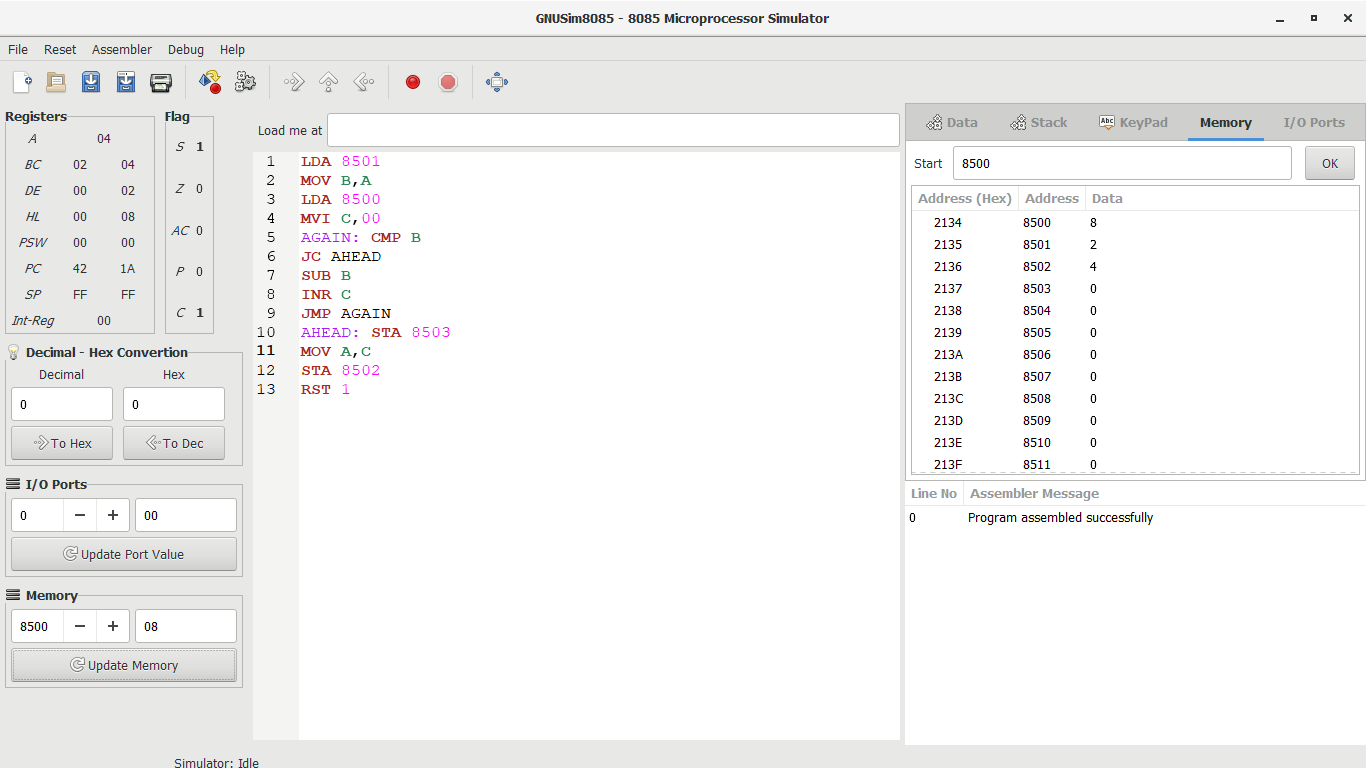 GNUSim8085 - 8085 Microprocessor Simulator
File Reset Assembler Debug Help
Registers
A 04
BC 02 04
DE 00 02
HL 00 08
PSW 00 00
PC 42 1A
SP FF FF
Int-Reg 00
Flag
S 1
Z 0
AC 0
P 0
C 1
Decimal - Hex Convertion
Decimal Hex
0 0
To Hex To Dec
I/O Ports
0 − + 00
Update Port Value
Memory
8500 − + 08
Update Memory
Load me at
1 LDA 8501
2 MOV B,A
3 LDA 8500
4 MVI C,00
5 AGAIN: CMP B
6 JC AHEAD
7 SUB B
8 INR C
9 JMP AGAIN
10 AHEAD: STA 8503
11 MOV A,C
12 STA 8502
13 RST 1
Data Stack Abc KeyPad Memory I/O Ports
Start 8500 OK
Address (Hex) Address Data
2134 8500 8
2135 8501 2
2136 8502 4
2137 8503 0
2138 8504 0
2139 8505 0
213A 8506 0
213B 8507 0
213C 8508 0
213D 8509 0
213E 8510 0
213F 8511 0
Line No Assembler Message
0 Program assembled successfully
Simulator: Idle